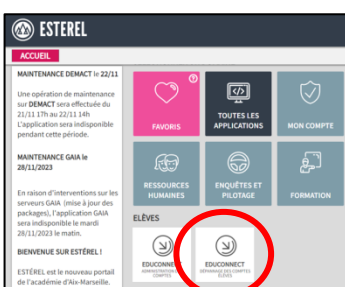 ESTEREL
ACCUEIL
MAINTENANCE DEMACT le 22/11
Une opération de maintenance
sur DEMACT sera effectuée du
21/11 17h au 22/11 14h
L'application sera indisponible
pendant cette période.
MAINTENANCE GAIA le
28/11/2023
En raison d'interventions sur les
serveurs GAIA (mise à jour des
packages), l'application GAIA
sera indisponible le mardi
28/11/2023 le matin.
BIENVENUE SUR ESTÉREL !
ESTÉREL est le nouveau portail
de l'académie d'Aix-Marseille.
?
FAVORIS
TOUTES LES
APPLICATIONS
MON COMPTE
RESSOURCES
HUMAINES
ENQUÊTES ET
PILOTAGE
FORMATION
ELÈVES
EDUCONNECT
ADMINISTRATION DES
COMPTES
EDUCONNECT
DÉPANNAGE DES COMPTES
ÉLÈVES